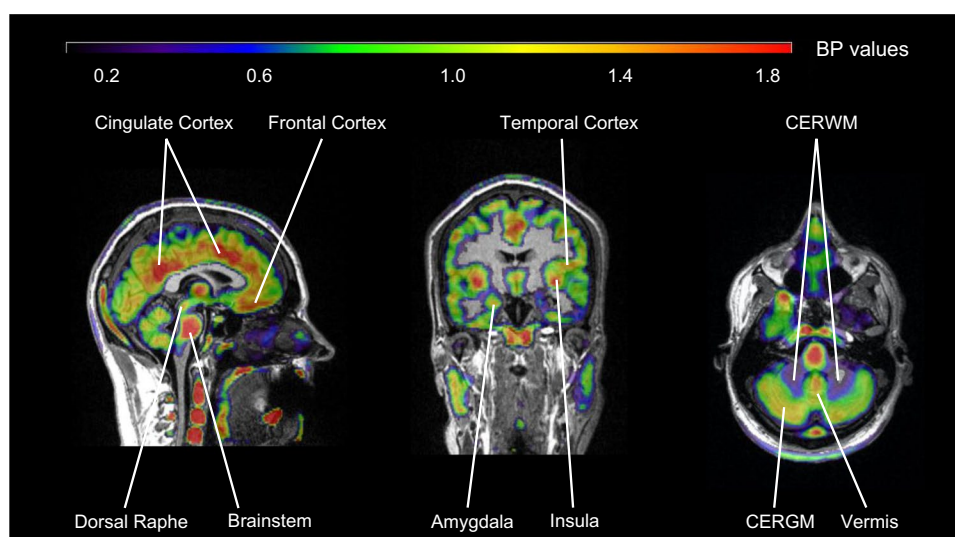 BP values
0.2 0.6 1.0 1.4 1.8
Cingulate Cortex Frontal Cortex Temporal Cortex CERWM
Dorsal Raphe Brainstem Amygdala Insula CERGM Vermis